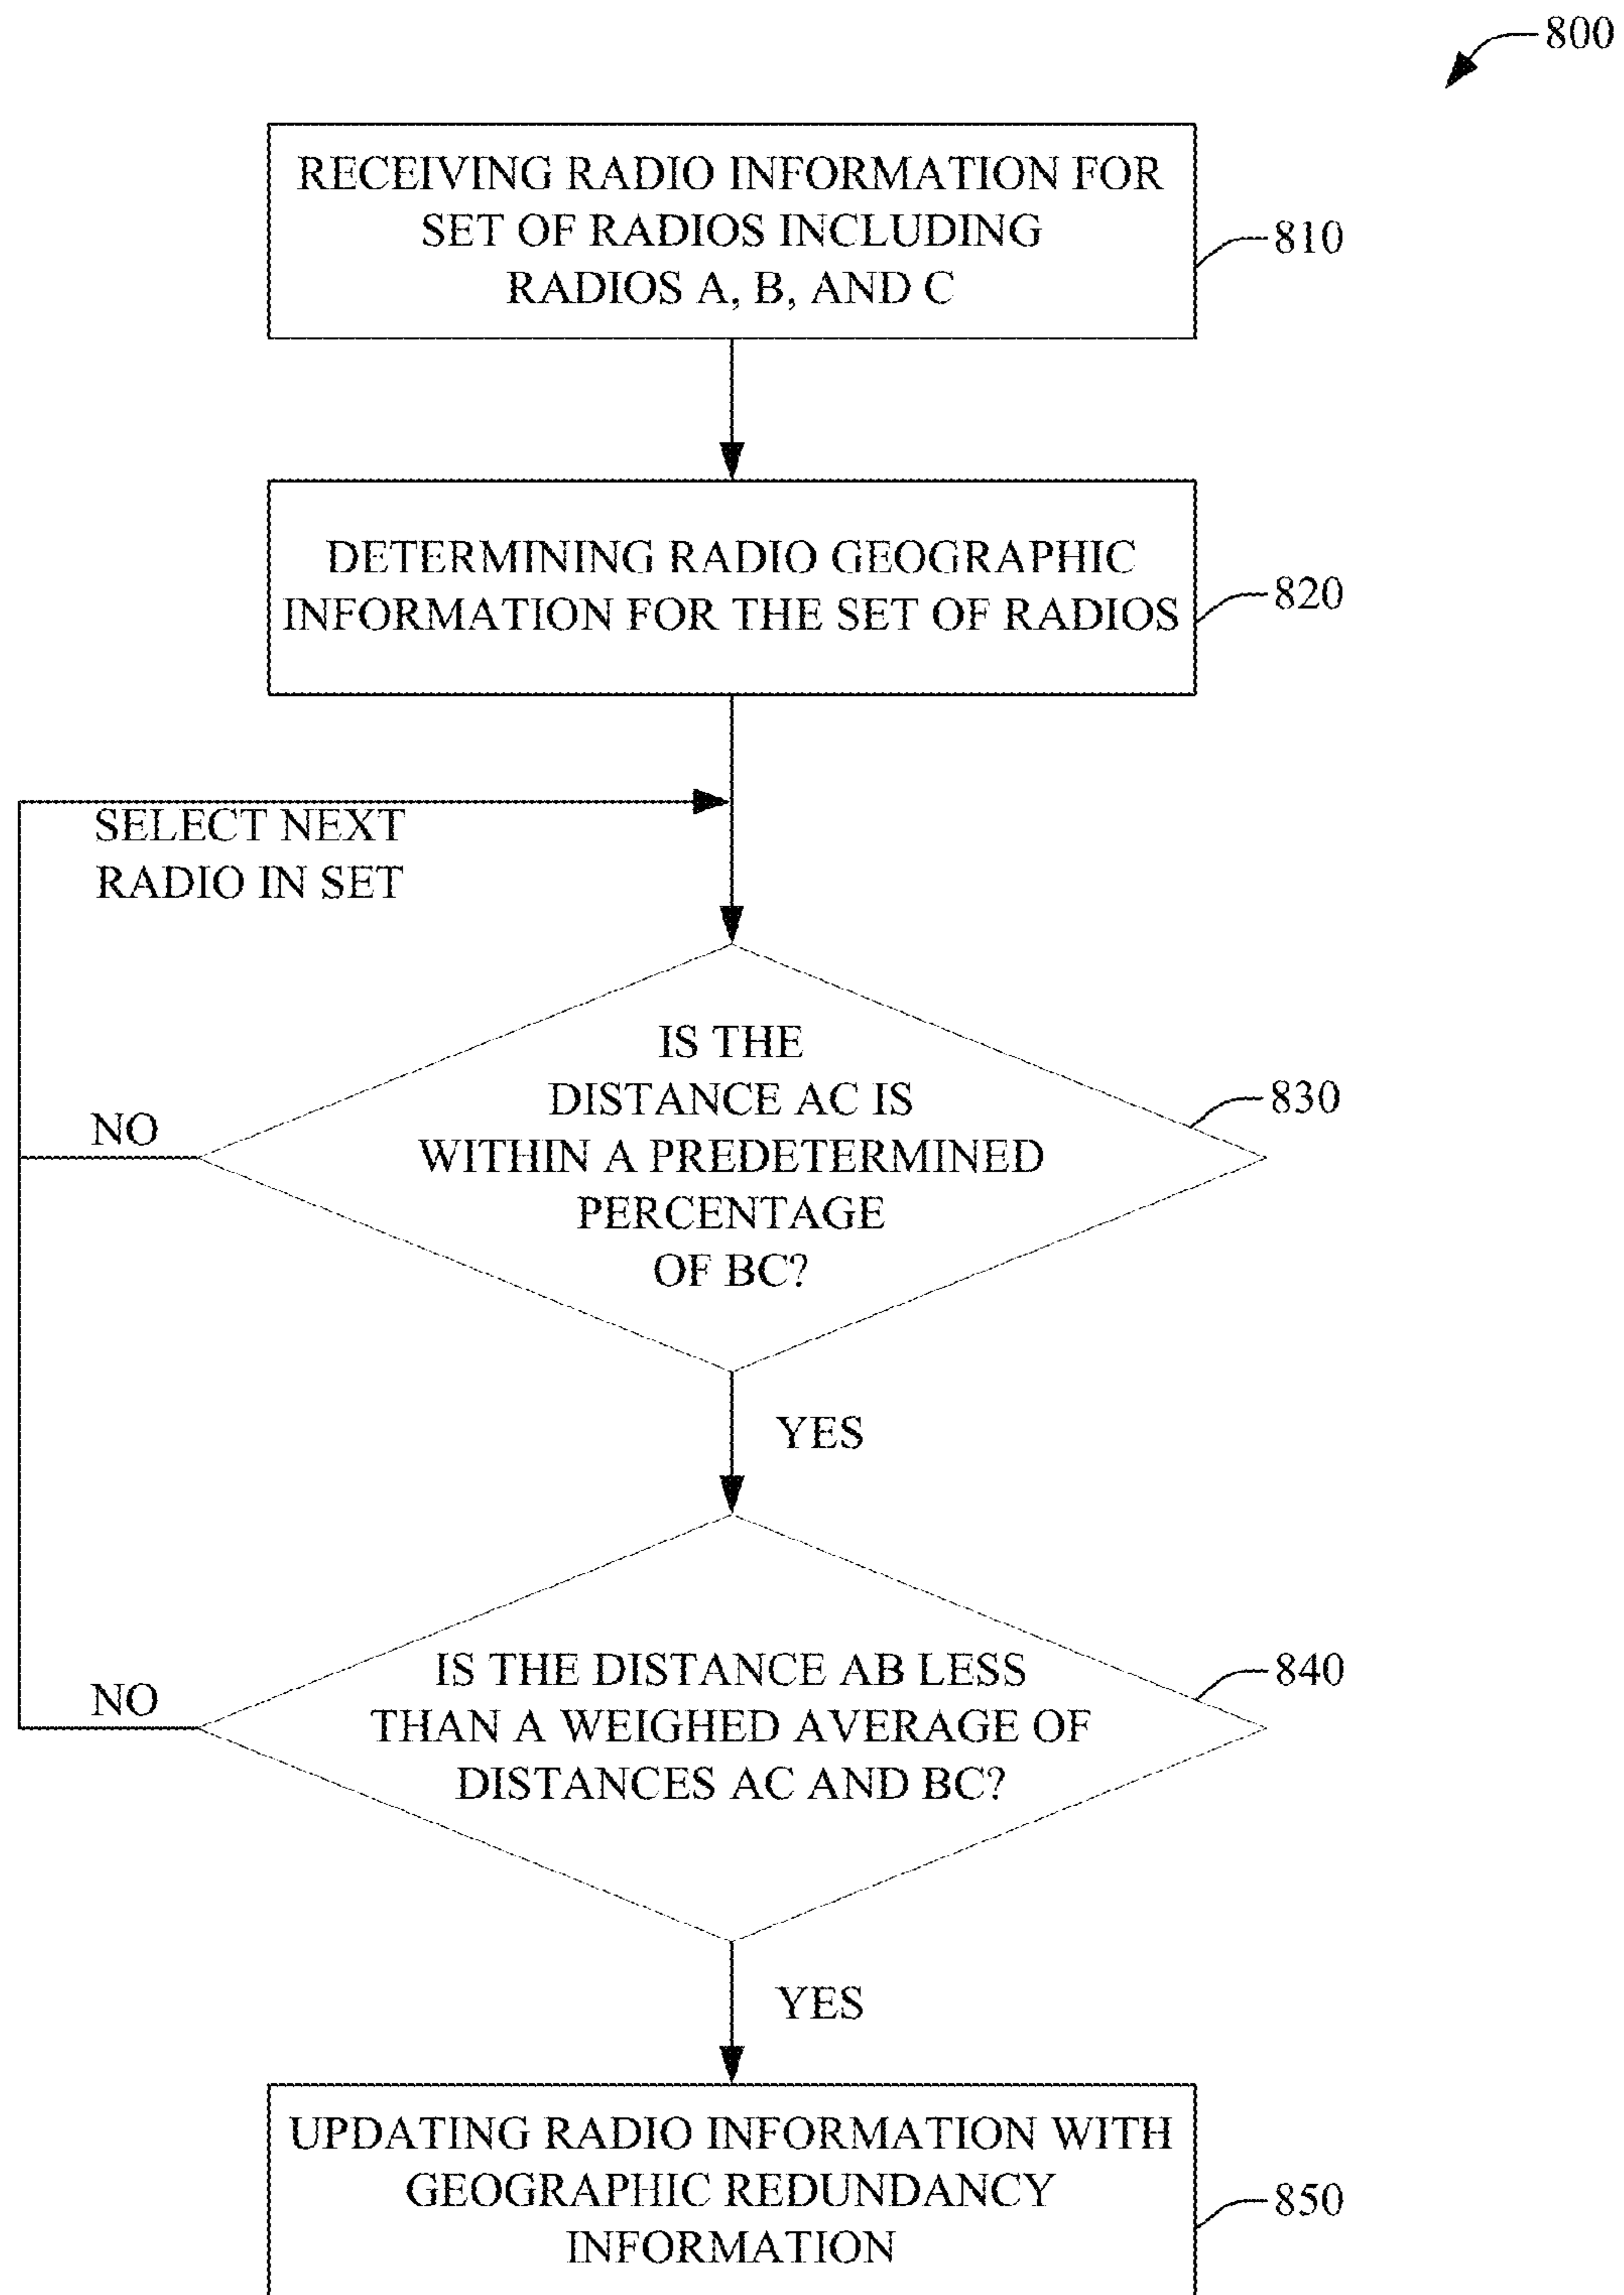 800
RECEIVING RADIO INFORMATION FOR
SET OF RADIOS INCLUDING
RADIOS A, B, AND C
810
DETERMINING RADIO GEOGRAPHIC
INFORMATION FOR THE SET OF RADIOS
820
SELECT NEXT
RADIO IN SET
IS THE
DISTANCE AC IS
WITHIN A PREDETERMINED
PERCENTAGE
OF BC?
830
NO
YES
IS THE DISTANCE AB LESS
THAN A WEIGHED AVERAGE OF
DISTANCES AC AND BC?
840
NO
YES
UPDATING RADIO INFORMATION WITH
GEOGRAPHIC REDUNDANCY
INFORMATION
850